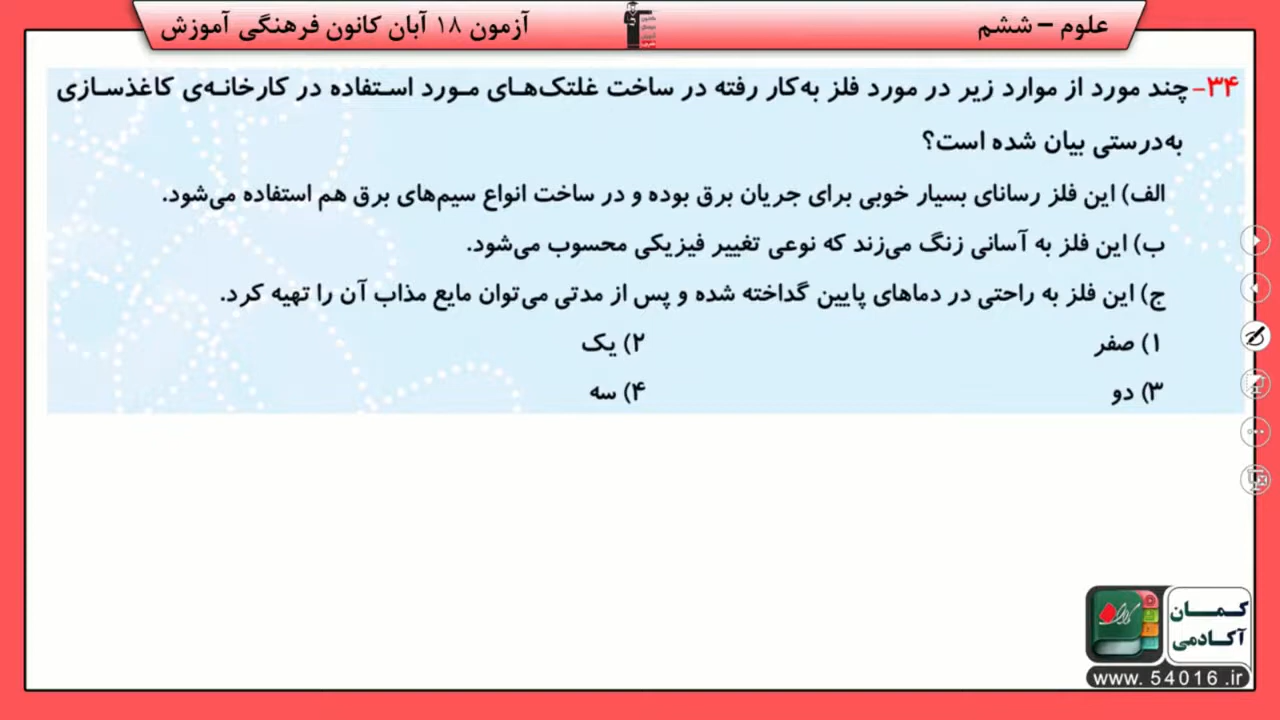 علوم – ششم
آزمون ۱۸ آبان کانون فرهنگی آموزش
۳۴- چند مورد از موارد زیر در مورد فلز به‌کار رفته در ساخت غلتک‌های مورد استفاده در کارخانه‌ی کاغذسازی
به‌درستی بیان شده است؟
الف) این فلز رسانای بسیار خوبی برای جریان برق بوده و در ساخت انواع سیم‌های برق هم استفاده می‌شود.
ب) این فلز به آسانی زنگ می‌زند که نوعی تغییر فیزیکی محسوب می‌شود.
ج) این فلز به راحتی در دماهای پایین گداخته شده و پس از مدتی می‌توان مایع مذاب آن را تهیه کرد.
۱) صفر
۲) یک
۳) دو
۴) سه
کمان
آکادمی
www. 54016 .ir